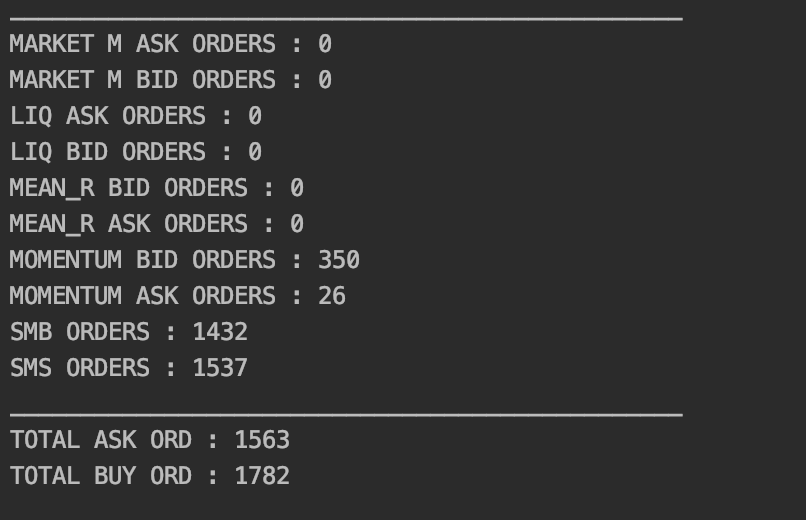 MARKET M ASK ORDERS : 0
MARKET M BID ORDERS : 0
LIQ ASK ORDERS : 0
LIQ BID ORDERS : 0
MEAN_R BID ORDERS : 0
MEAN_R ASK ORDERS : 0
MOMENTUM BID ORDERS : 350
MOMENTUM ASK ORDERS : 26
SMB ORDERS : 1432
SMS ORDERS : 1537
TOTAL ASK ORD : 1563
TOTAL BUY ORD : 1782